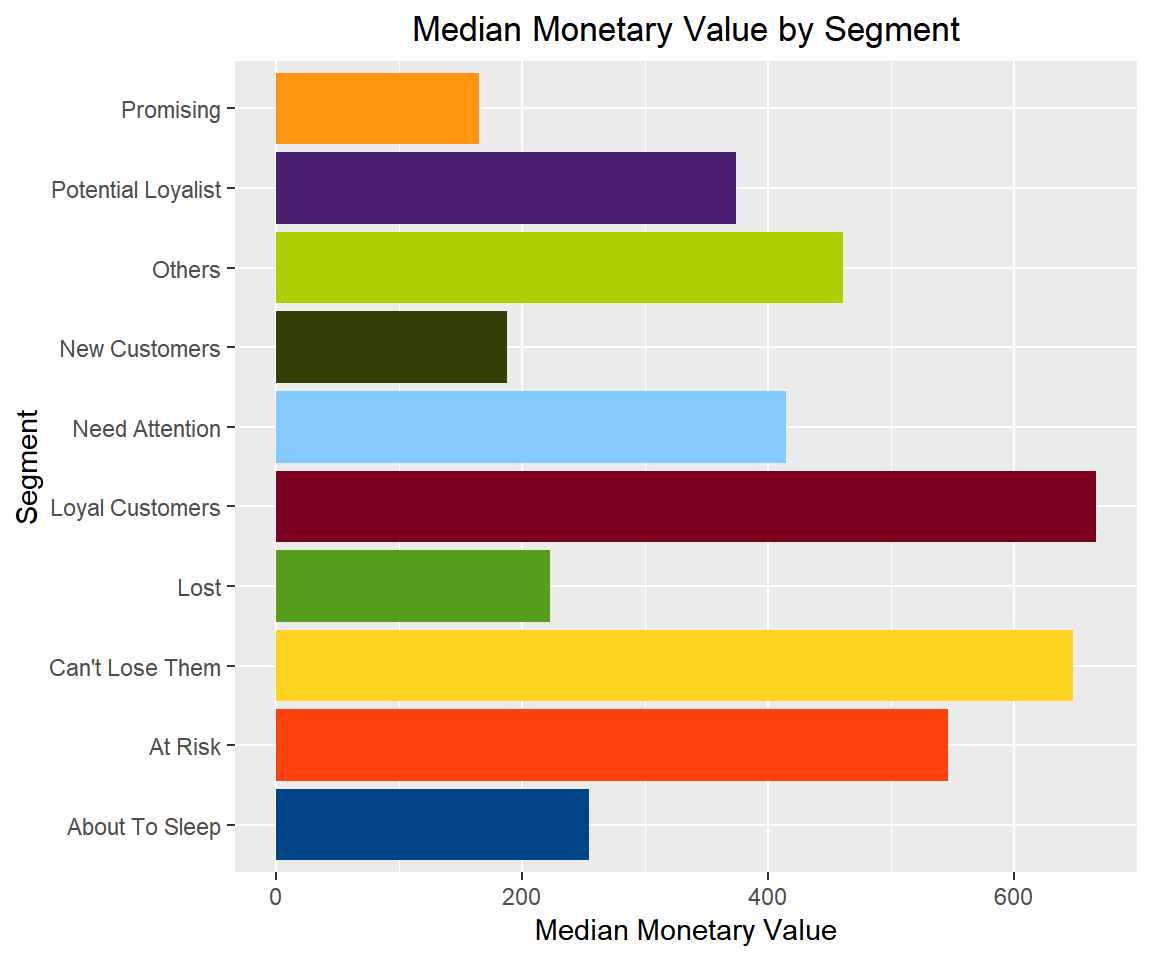 Median Monetary Value by Segment
Promising
Potential Loyalist
Others
New Customers
Need Attention
Loyal Customers
Lost
Can't Lose Them
At Risk
About To Sleep
Segment
0 200 400 600
Median Monetary Value